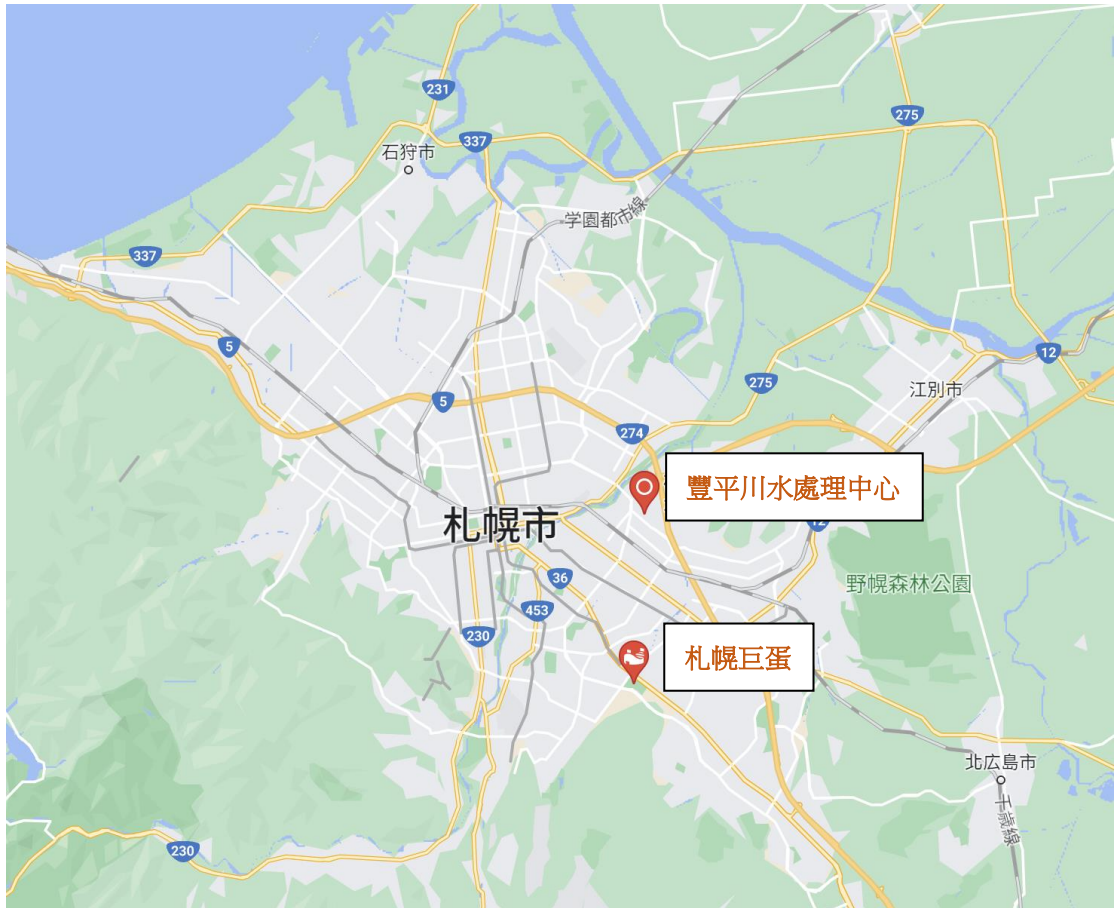 231
275
337
石狩市
学園都市線
337
5
12
275
江別市
5
274
豐平川水處理中心
札幌市
12
36
野幌森林公園
453
230
札幌巨蛋
北広島市
千歳線
230